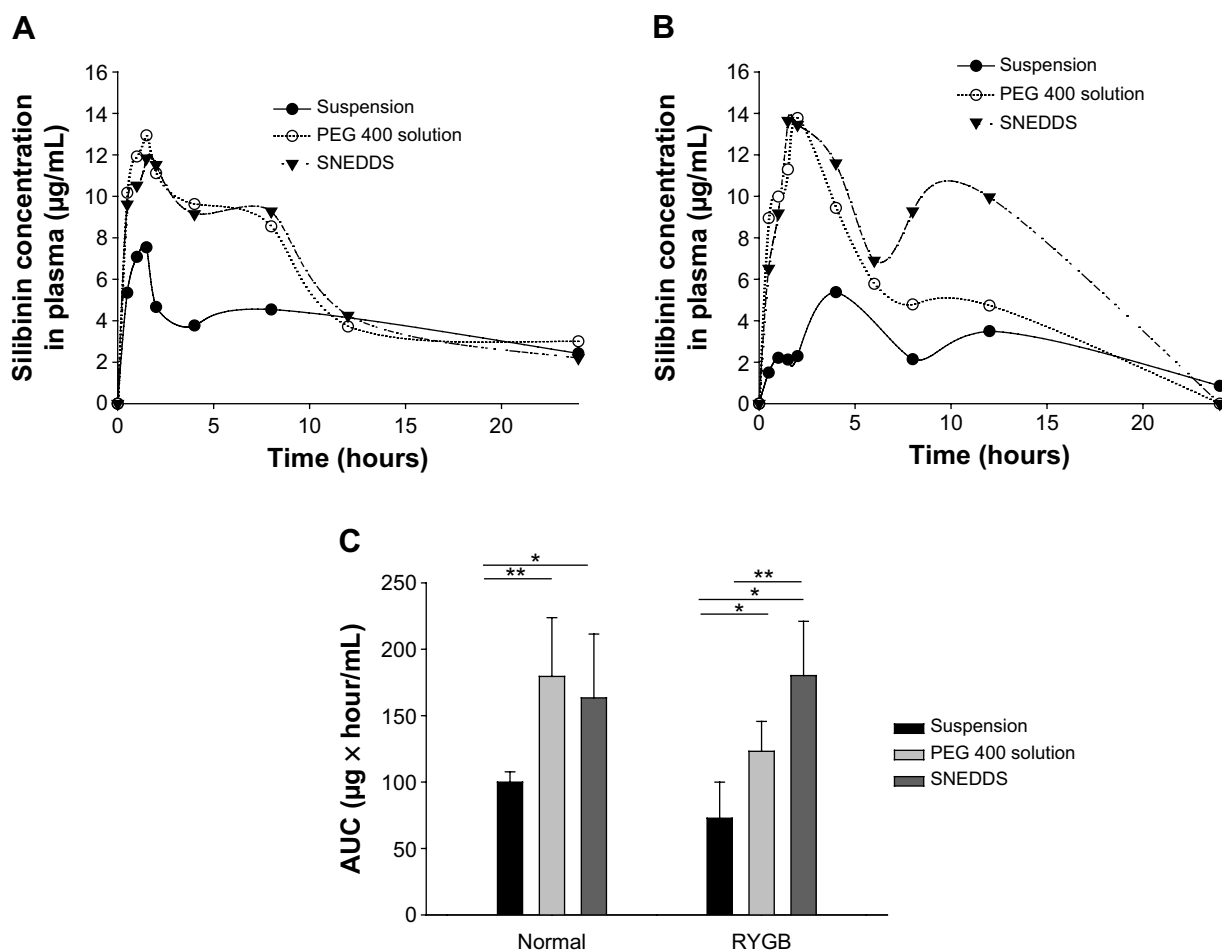 A
Silibinin concentration
in plasma (µg/mL)
16
14
12
10
8
6
4
2
0
0 5 10 15 20
Time (hours)
Suspension
PEG 400 solution
SNEDDS
B
Silibinin concentration
in plasma (µg/mL)
16
14
12
10
8
6
4
2
0
0 5 10 15 20
Time (hours)
Suspension
PEG 400 solution
SNEDDS
C
AUC (µg × hour/mL)
250
200
150
100
50
0
*
**
**
*
*
Normal RYGB
Suspension
PEG 400 solution
SNEDDS